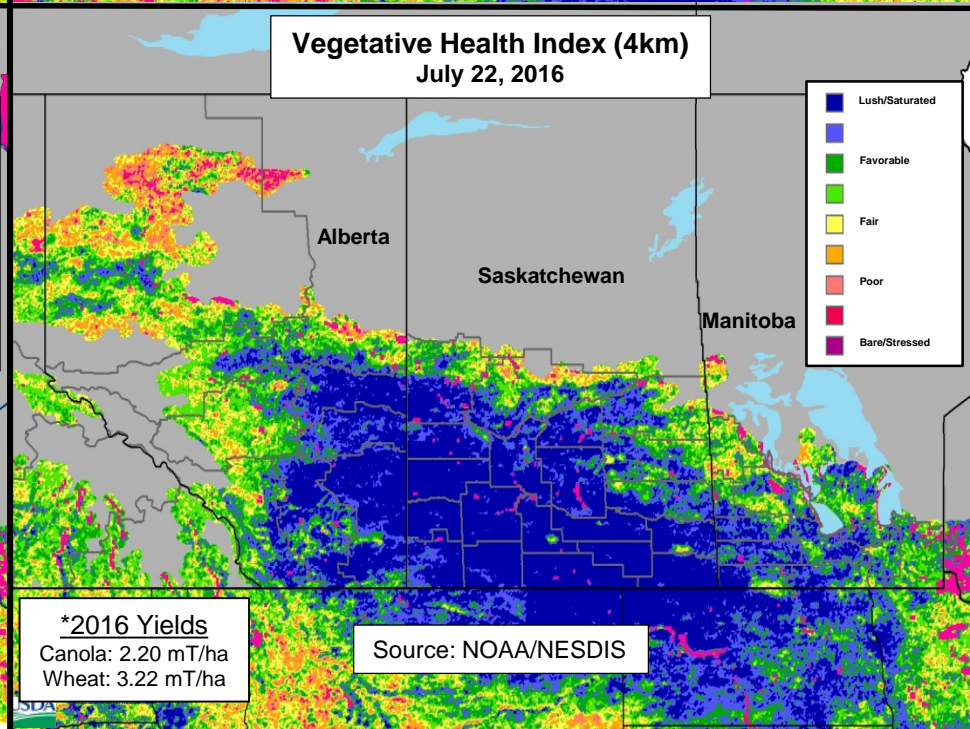 Vegetative Health Index (4km)
July 22, 2016
Lush/Saturated
Favorable
Fair
Poor
Bare/Stressed
Alberta
Saskatchewan
Manitoba
*2016 Yields
Canola: 2.20 mT/ha
Wheat: 3.22 mT/ha
Source: NOAA/NESDIS
USDA